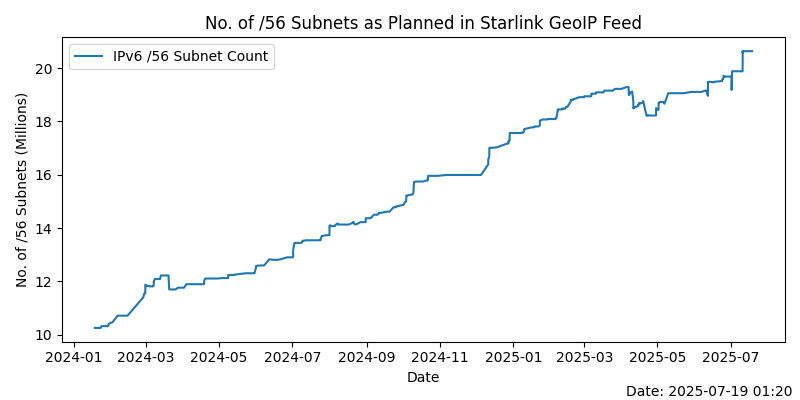 No. of /56 Subnets as Planned in Starlink GeoIP Feed
IPv6 /56 Subnet Count
No. of /56 Subnets (Millions)
20
18
16
14
12
10
2024-01 2024-03 2024-05 2024-07 2024-09 2024-11 2025-01 2025-03 2025-05 2025-07
Date
Date: 2025-07-19 01:20